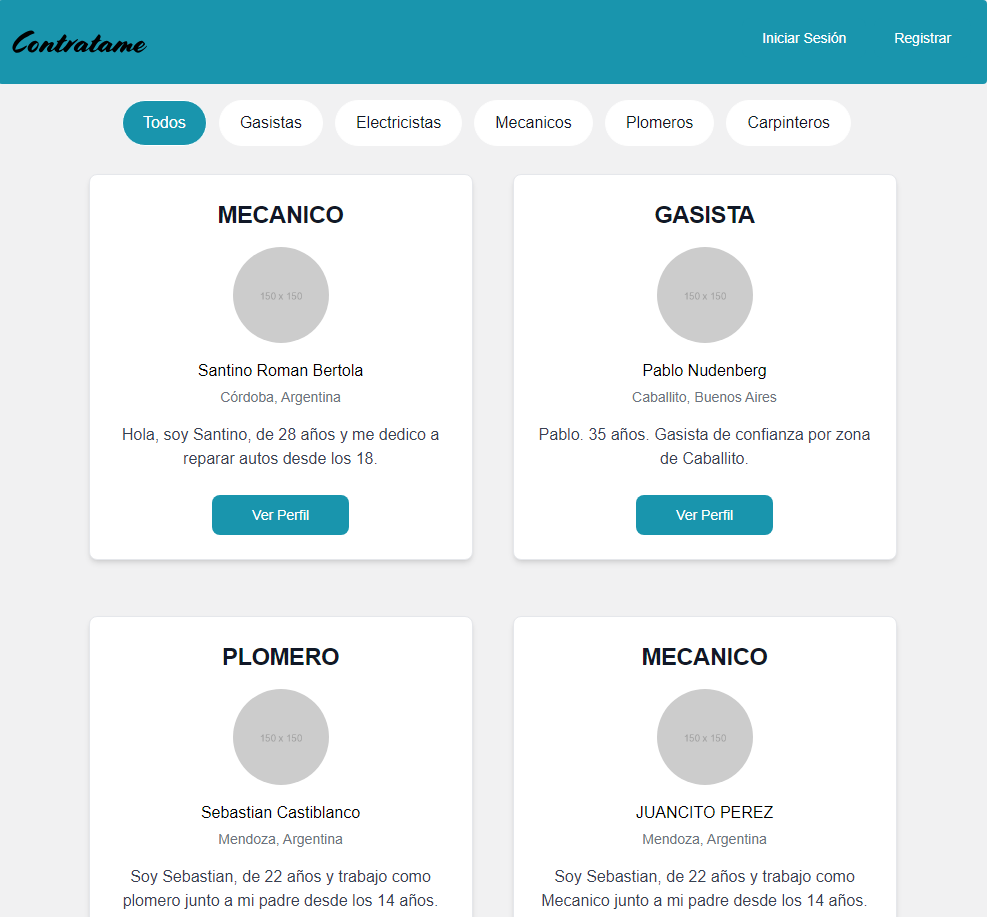 Contratame
Iniciar Sesión
Registrar
Todos
Gasistas
Electricistas
Mecanicos
Plomeros
Carpinteros
MECANICO
150 x 150
Santino Roman Bertola
Córdoba, Argentina
Hola, soy Santino, de 28 años y me dedico a
reparar autos desde los 18.
Ver Perfil
GASISTA
150 x 150
Pablo Nudenberg
Caballito, Buenos Aires
Pablo. 35 años. Gasista de confianza por zona
de Caballito.
Ver Perfil
PLOMERO
150 x 150
Sebastian Castiblanco
Mendoza, Argentina
Soy Sebastian, de 22 años y trabajo como
plomero junto a mi padre desde los 14 años.
MECANICO
150 x 150
JUANCITO PEREZ
Mendoza, Argentina
Soy Sebastian, de 22 años y trabajo como
Mecanico junto a mi padre desde los 14 años.